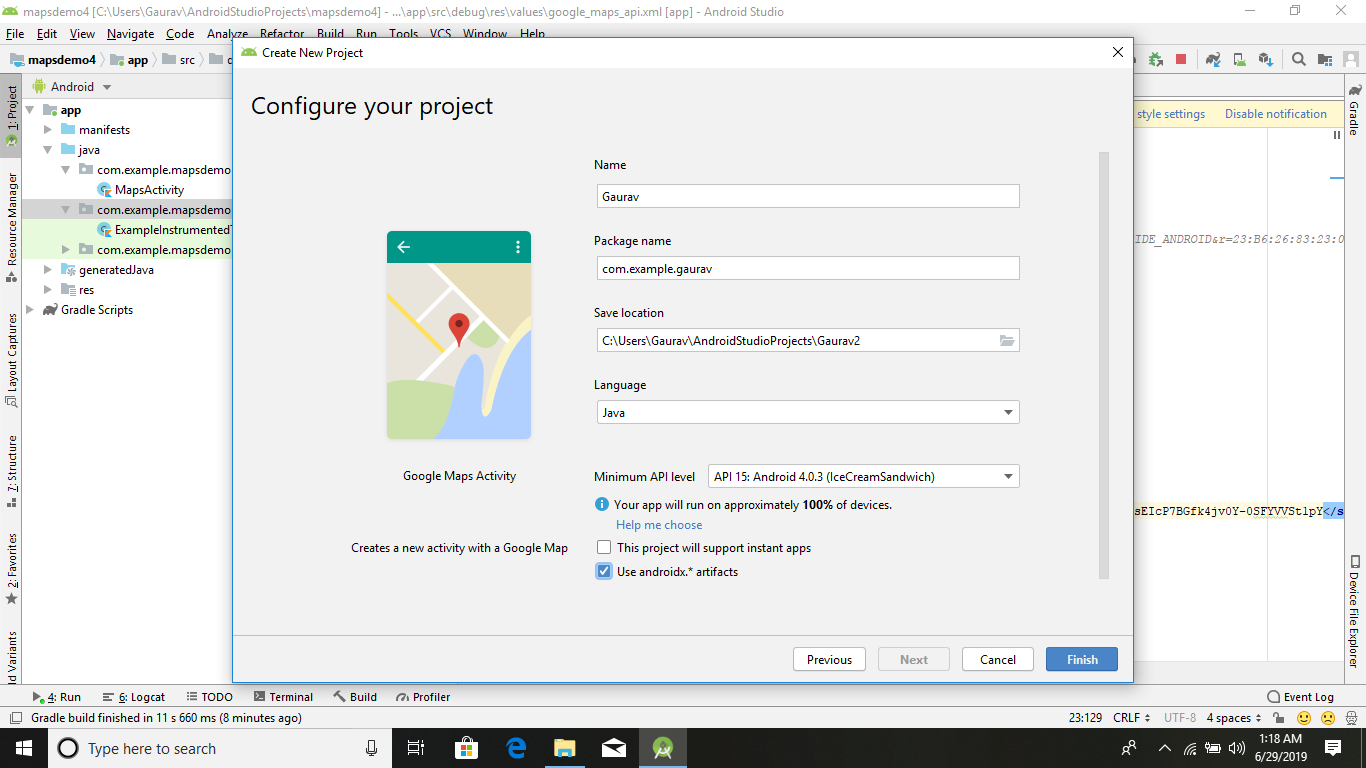 mapsdemo4 [C:\Users\Gaurav\AndroidStudioProjects\mapsdemo4] - ...\app\src\debug\res\values\google_maps_api.xml [app] - Android Studio
File Edit View Navigate Code Analyze Refactor Build Run Tools VCS Window Help
mapsdemo4 app src
Create New Project
Configure your project
Name
Gaurav
Package name
com.example.gaurav
Save location
C:\Users\Gaurav\AndroidStudioProjects\Gaurav2
Language
Java
Minimum API level API 15: Android 4.0.3 (IceCreamSandwich)
Your app will run on approximately 100% of devices.
Help me choose
This project will support instant apps
Use androidx.* artifacts
Google Maps Activity
Creates a new activity with a Google Map
Previous Next Cancel Finish
1: Project
Resource Manager
Layout Captures
7: Structure
2: Favorites
Variants
Android
app
manifests
java
com.example.mapsdemo
MapsActivity
com.example.mapsdemo
ExampleInstrumented
com.example.mapsdemo
generatedJava
res
Gradle Scripts
style settings Disable notification
IDE_ANDROID&r=23:B6:26:83:23:0
sEIcP7BGfk4jv0Y-0SFYVVStlpY</s
Gradle
Device File Explorer
4: Run 6: Logcat TODO Terminal Build Profiler Event Log
Gradle build finished in 11 s 660 ms (8 minutes ago) 23:129 CRLF UTF-8 4 spaces
Type here to search
1:18 AM
6/29/2019